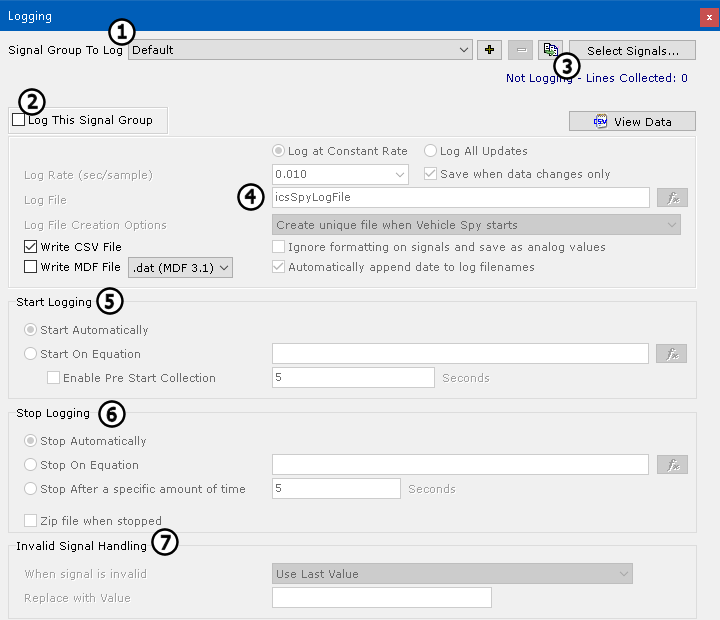 Logging
x
1
Signal Group To Log Default Select Signals...
3
Not Logging - Lines Collected: 0
2
Log This Signal Group CSV View Data
Log at Constant Rate Log All Updates
Log Rate (sec/sample) 0.010 Save when data changes only
Log File 4 icsSpyLogFile fx
Log File Creation Options Create unique file when Vehicle Spy starts
Write CSV File Ignore formatting on signals and save as analog values
Write MDF File .dat (MDF 3.1) Automatically append date to log filenames
Start Logging 5
Start Automatically
Start On Equation fx
Enable Pre Start Collection 5 Seconds
Stop Logging 6
Stop Automatically
Stop On Equation fx
Stop After a specific amount of time 5 Seconds
Zip file when stopped
Invalid Signal Handling 7
When signal is invalid Use Last Value
Replace with Value